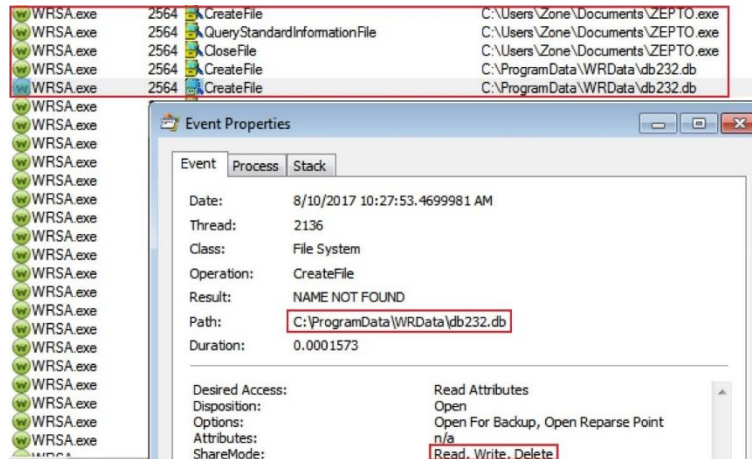 WRSA.exe 2564 CreateFile C:\Users\Zone\Documents\ZEPTO.exe
WRSA.exe 2564 QueryStandardInformationFile C:\Users\Zone\Documents\ZEPTO.exe
WRSA.exe 2564 CloseFile C:\Users\Zone\Documents\ZEPTO.exe
WRSA.exe 2564 CreateFile C:\ProgramData\WRData\db232.db
WRSA.exe 2564 CreateFile C:\ProgramData\WRData\db232.db
WRSA.exe
WRSA.exe Event Properties
WRSA.exe
WRSA.exe Event Process Stack
WRSA.exe
WRSA.exe Date: 8/10/2017 10:27:53.4699981 AM
WRSA.exe Thread: 2136
WRSA.exe Class: File System
WRSA.exe Operation: CreateFile
WRSA.exe Result: NAME NOT FOUND
WRSA.exe Path: C:\ProgramData\WRData\db232.db
WRSA.exe Duration: 0.0001573
WRSA.exe
WRSA.exe Desired Access: Read Attributes
WRSA.exe Disposition: Open
WRSA.exe Options: Open For Backup, Open Reparse Point
WRSA.exe Attributes: n/a
WRSA.exe ShareMode: Read, Write, Delete